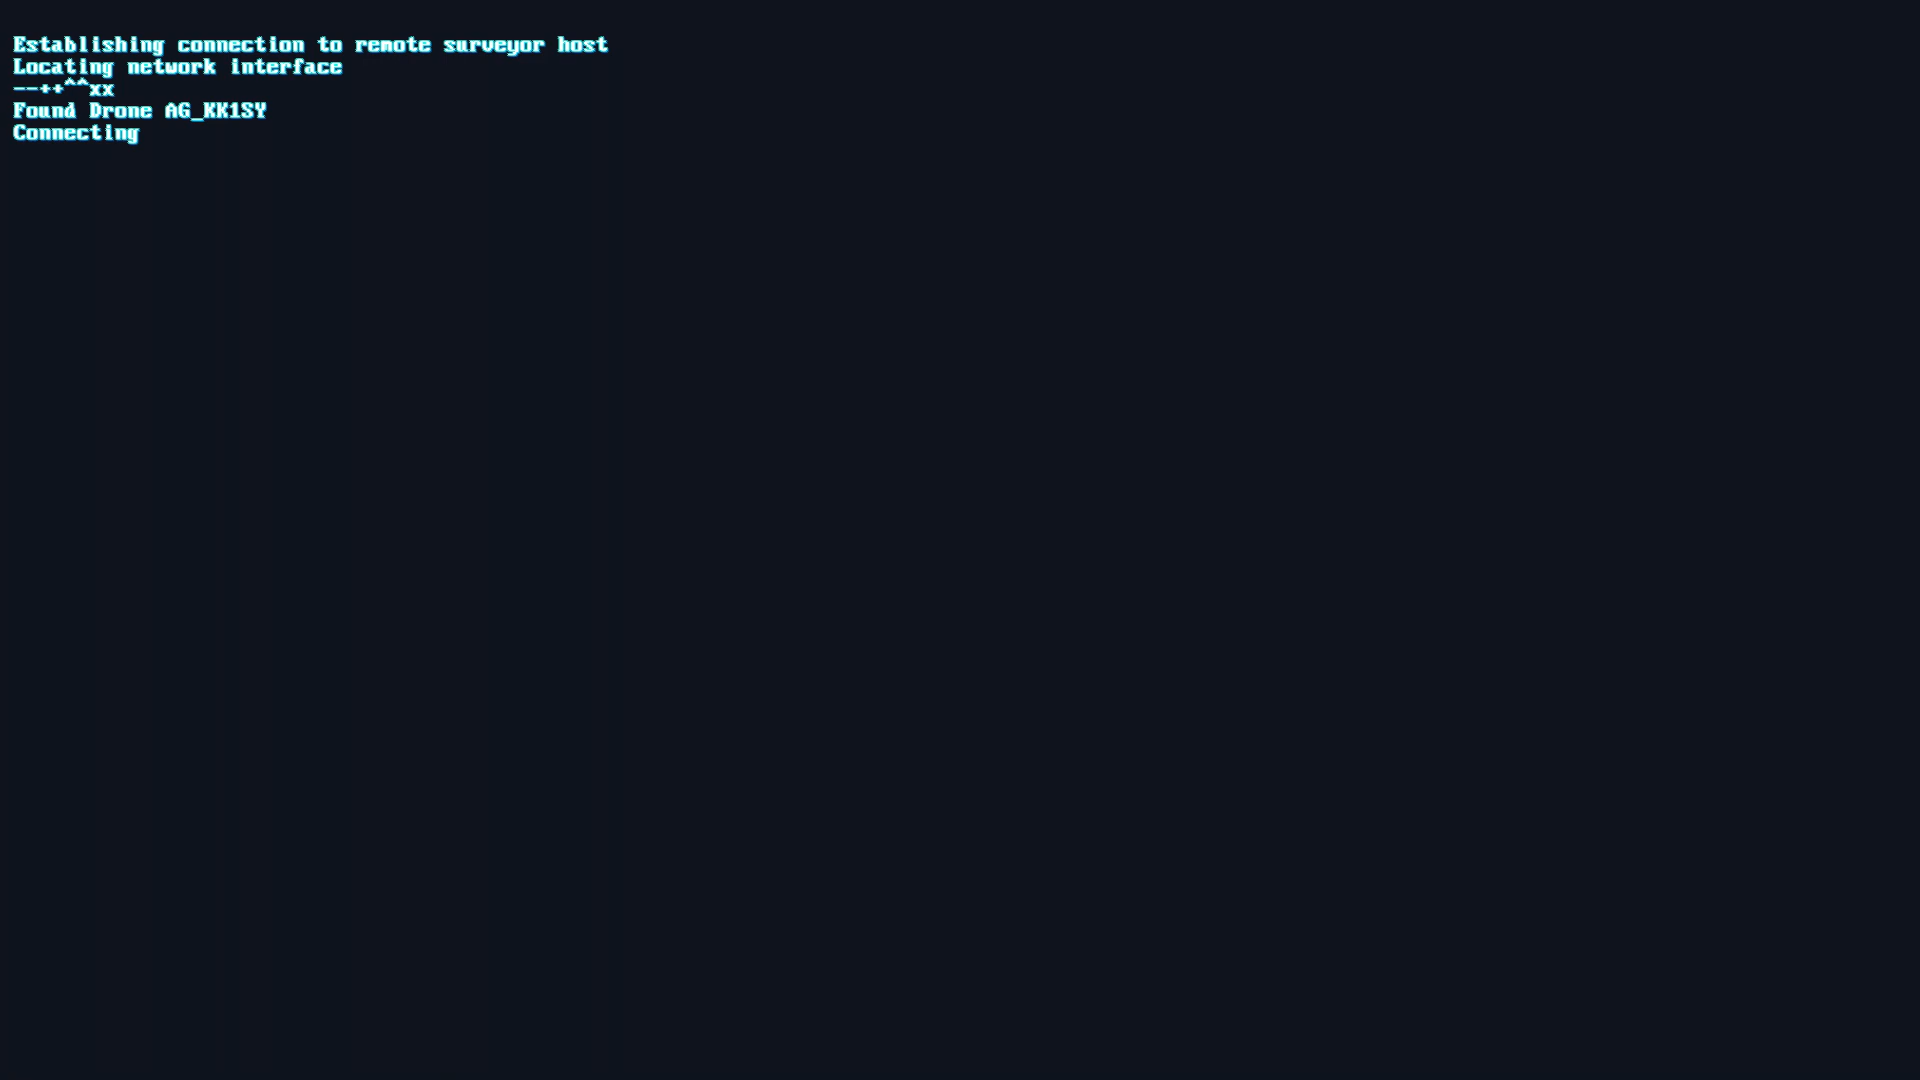 Establishing connection to remote surveyor host
Locating network interface
--++^^xx
Found Drone AG_KK1SY
Connecting